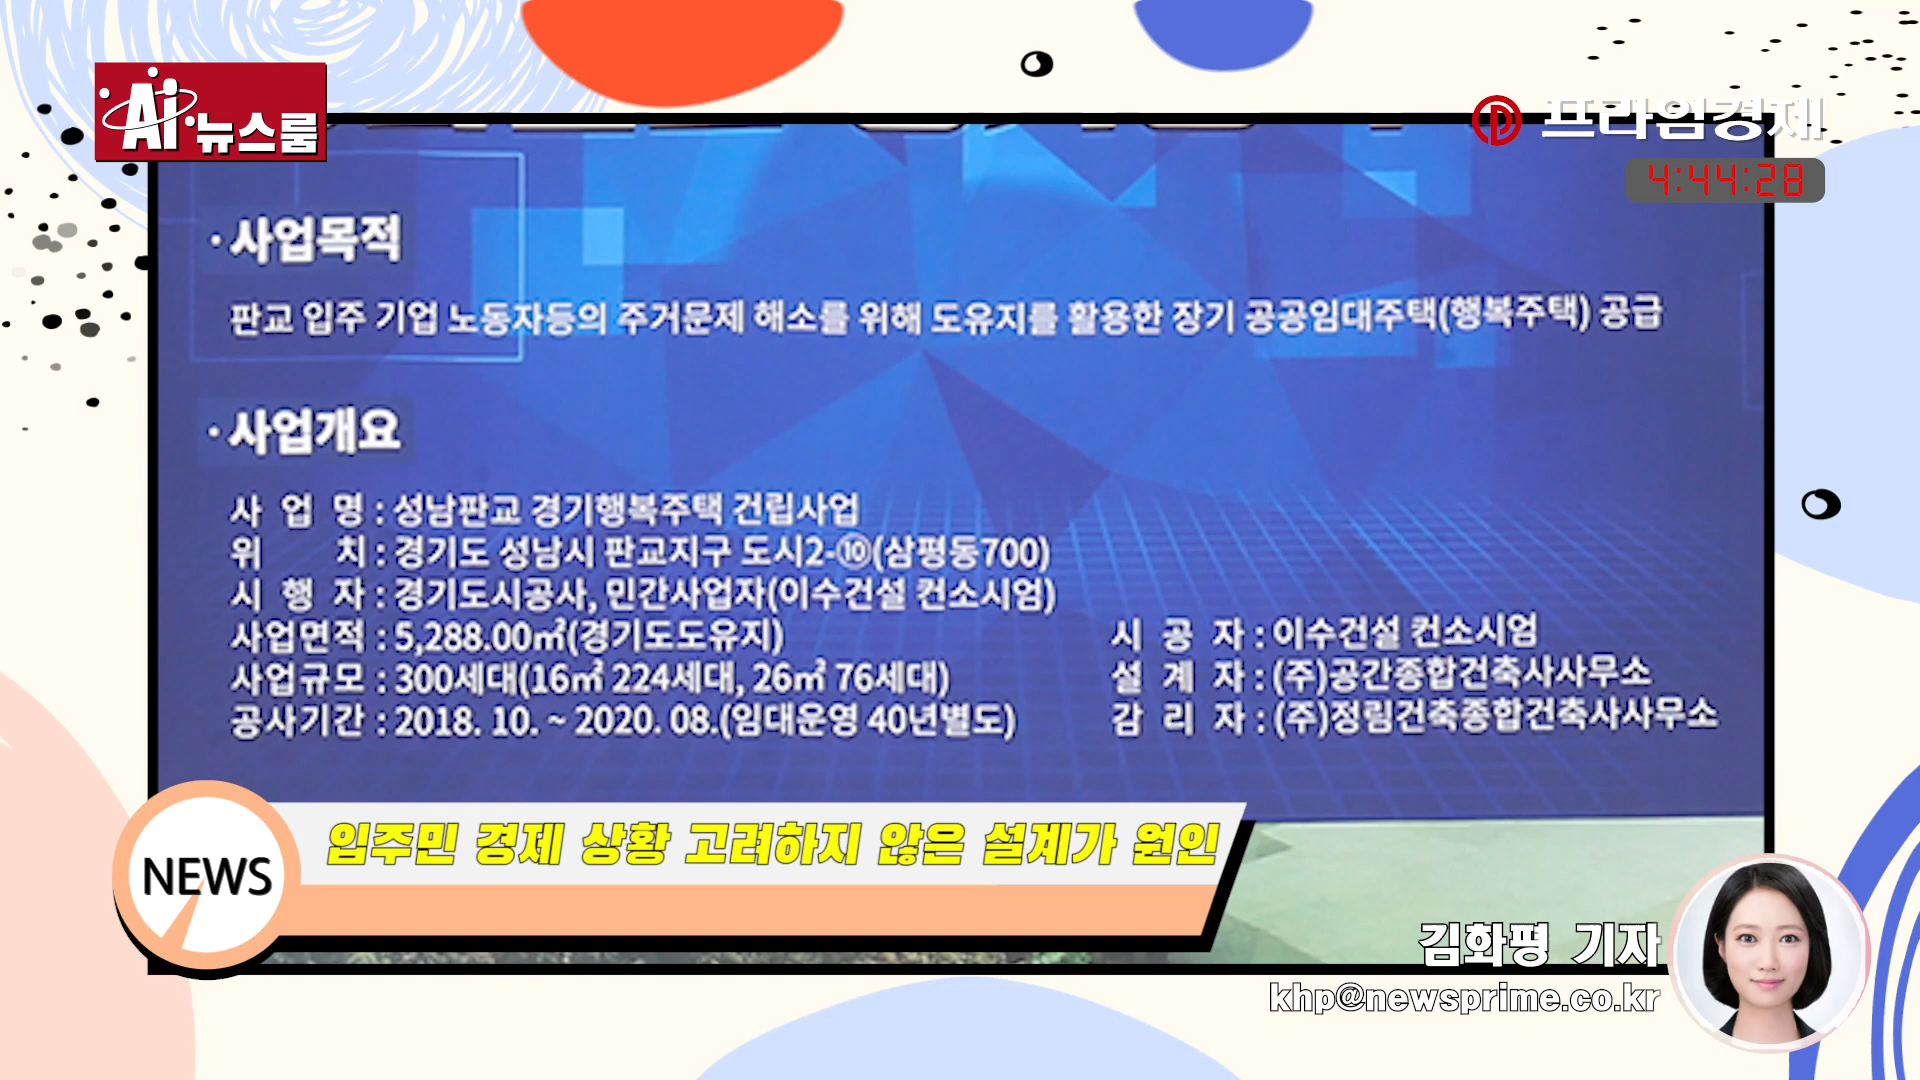 Ai 뉴스룸
프라임경제
4:44:28
· 사업목적
판교 입주 기업 노동자등의 주거문제 해소를 위해 도유지를 활용한 장기 공공임대주택(행복주택) 공급
· 사업개요
사 업 명 : 성남판교 경기행복주택 건립사업
위 치 : 경기도 성남시 판교지구 도시2-⑩(삼평동700)
시 행 자 : 경기도시공사, 민간사업자(이수건설 컨소시엄)
사업면적 : 5,288.00㎡(경기도도유지)
시 공 자 : 이수건설 컨소시엄
사업규모 : 300세대(16㎡ 224세대, 26㎡ 76세대)
설 계 자 : (주)공간종합건축사사무소
공사기간 : 2018. 10. ~ 2020. 08.(임대운영 40년별도)
감 리 자 : (주)정림건축종합건축사사무소
입주민 경제 상황 고려하지 않은 설계가 원인
NEWS
김화평 기자
khp@newsprime.co.kr